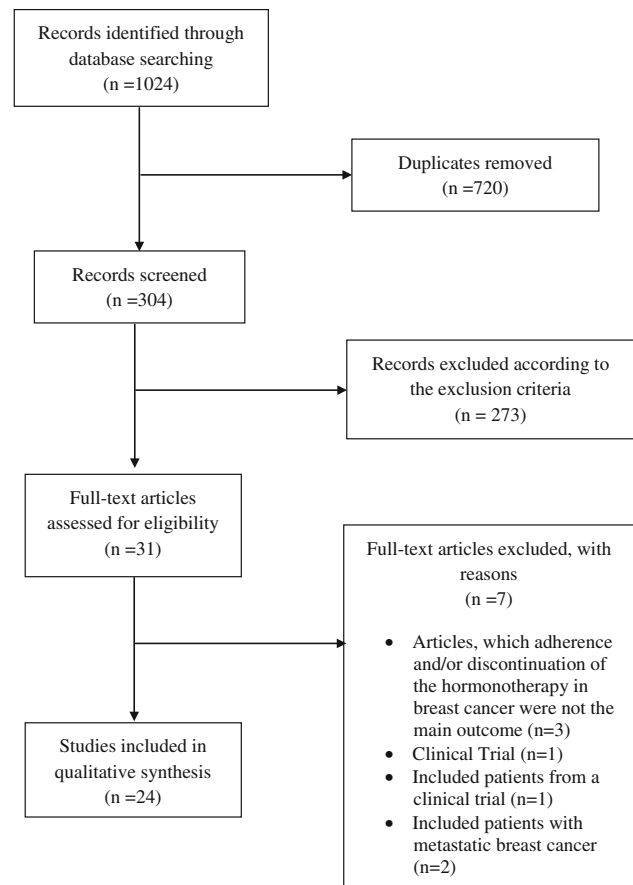 Records identified through
database searching
(n =1024)
Duplicates removed
(n =720)
Records screened
(n =304)
Records excluded according to
the exclusion criteria
(n = 273)
Full-text articles
assessed for eligibility
(n =31)
Full-text articles excluded, with
reasons
(n =7)
• Articles, which adherence
and/or discontinuation of
the hormonotherapy in
breast cancer were not the
main outcome (n=3)
• Clinical Trial (n=1)
• Included patients from a
clinical trial (n=1)
• Included patients with
metastatic breast cancer
(n=2)
Studies included in
qualitative synthesis
(n =24)